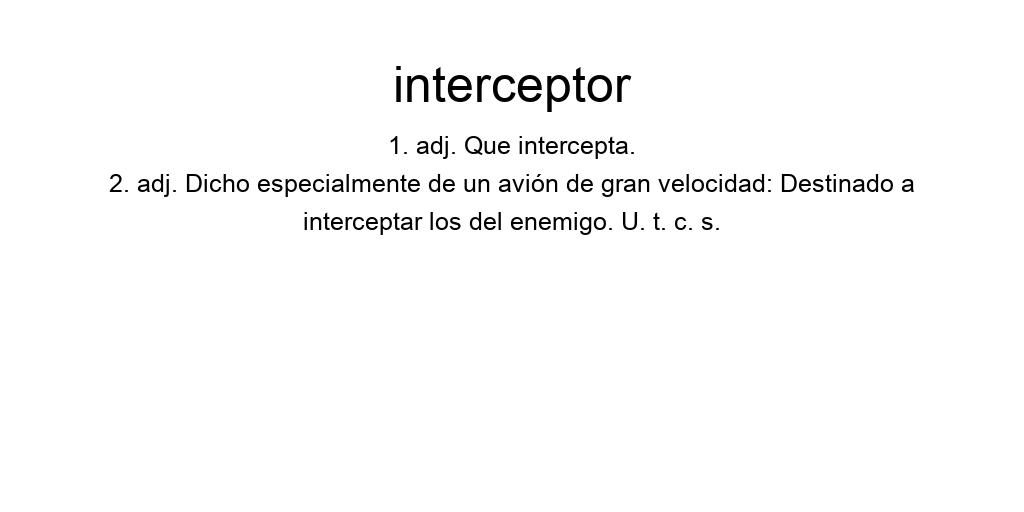 interceptor
1. adj. Que intercepta.
2. adj. Dicho especialmente de un avión de gran velocidad: Destinado a
interceptar los del enemigo. U. t. c. s.